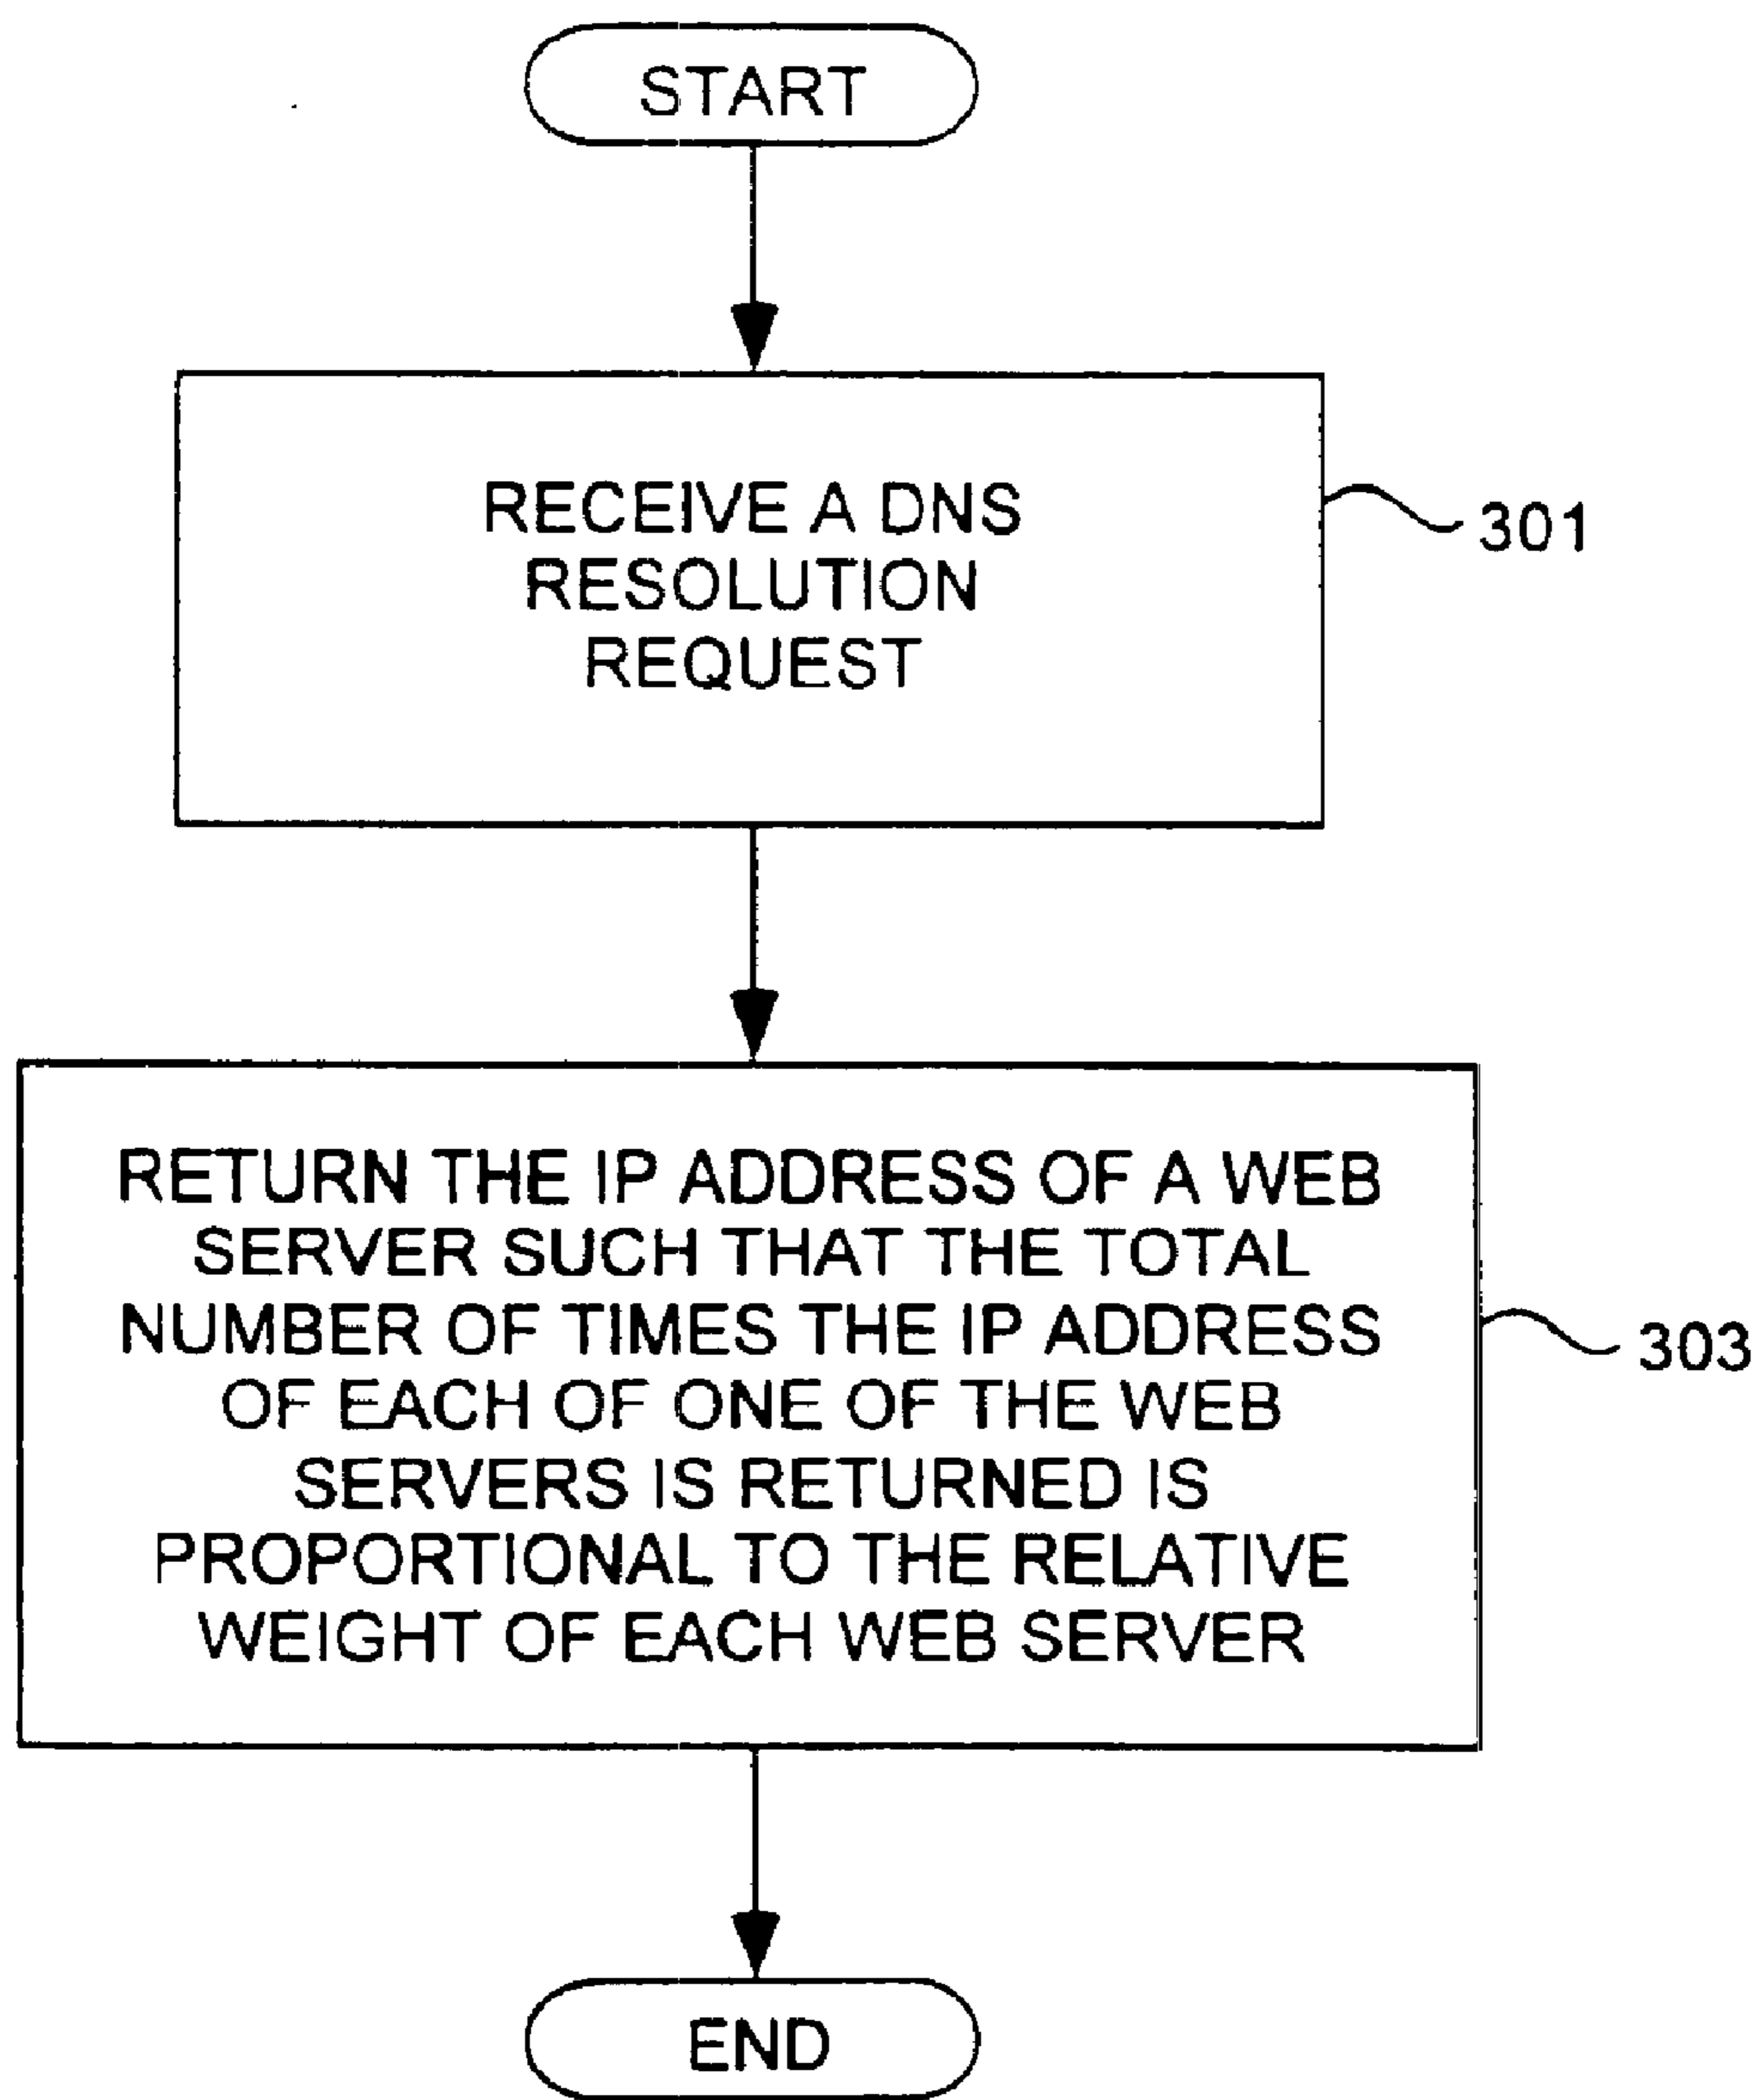 START
RECEIVE A DNS
RESOLUTION
REQUEST
301
RETURN THE IP ADDRESS OF A WEB
SERVER SUCH THAT THE TOTAL
NUMBER OF TIMES THE IP ADDRESS
OF EACH OF ONE OF THE WEB
SERVERS IS RETURNED IS
PROPORTIONAL TO THE RELATIVE
WEIGHT OF EACH WEB SERVER
303
END